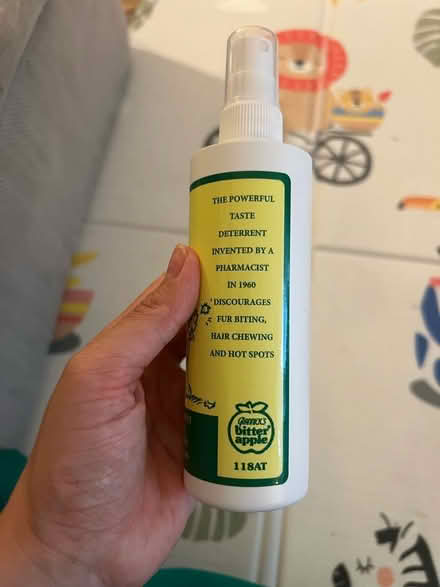 THE POWERFUL
TASTE
DETERRENT
INVENTED BY A
PHARMACIST
IN 1960
DISCOURAGES
FUR BITING,
HAIR CHEWING
AND HOT SPOTS
GRANNICK'S
bitter
apple
118AT